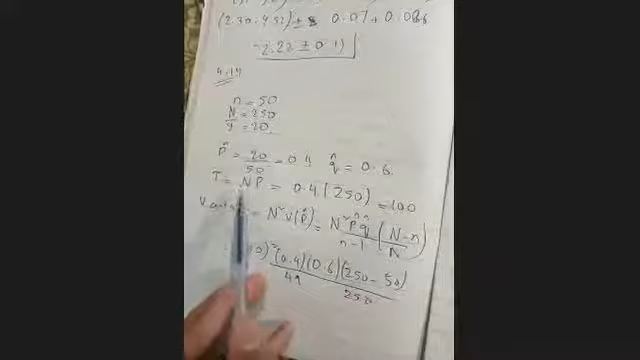 (2.30-4.52) ± 0.07+0.086
-2.22 ± 0.1
4.14
n = 50
N = 250
y = 20
p̂ = 20/50 = 0.4 q̂ = 0.6
T = NP = 0.4(250) = 100
= N²V(p̂) = N²p̂q̂/n-1 (N-n/N)
)²(0.4)(0.6)(250-50)
49 250